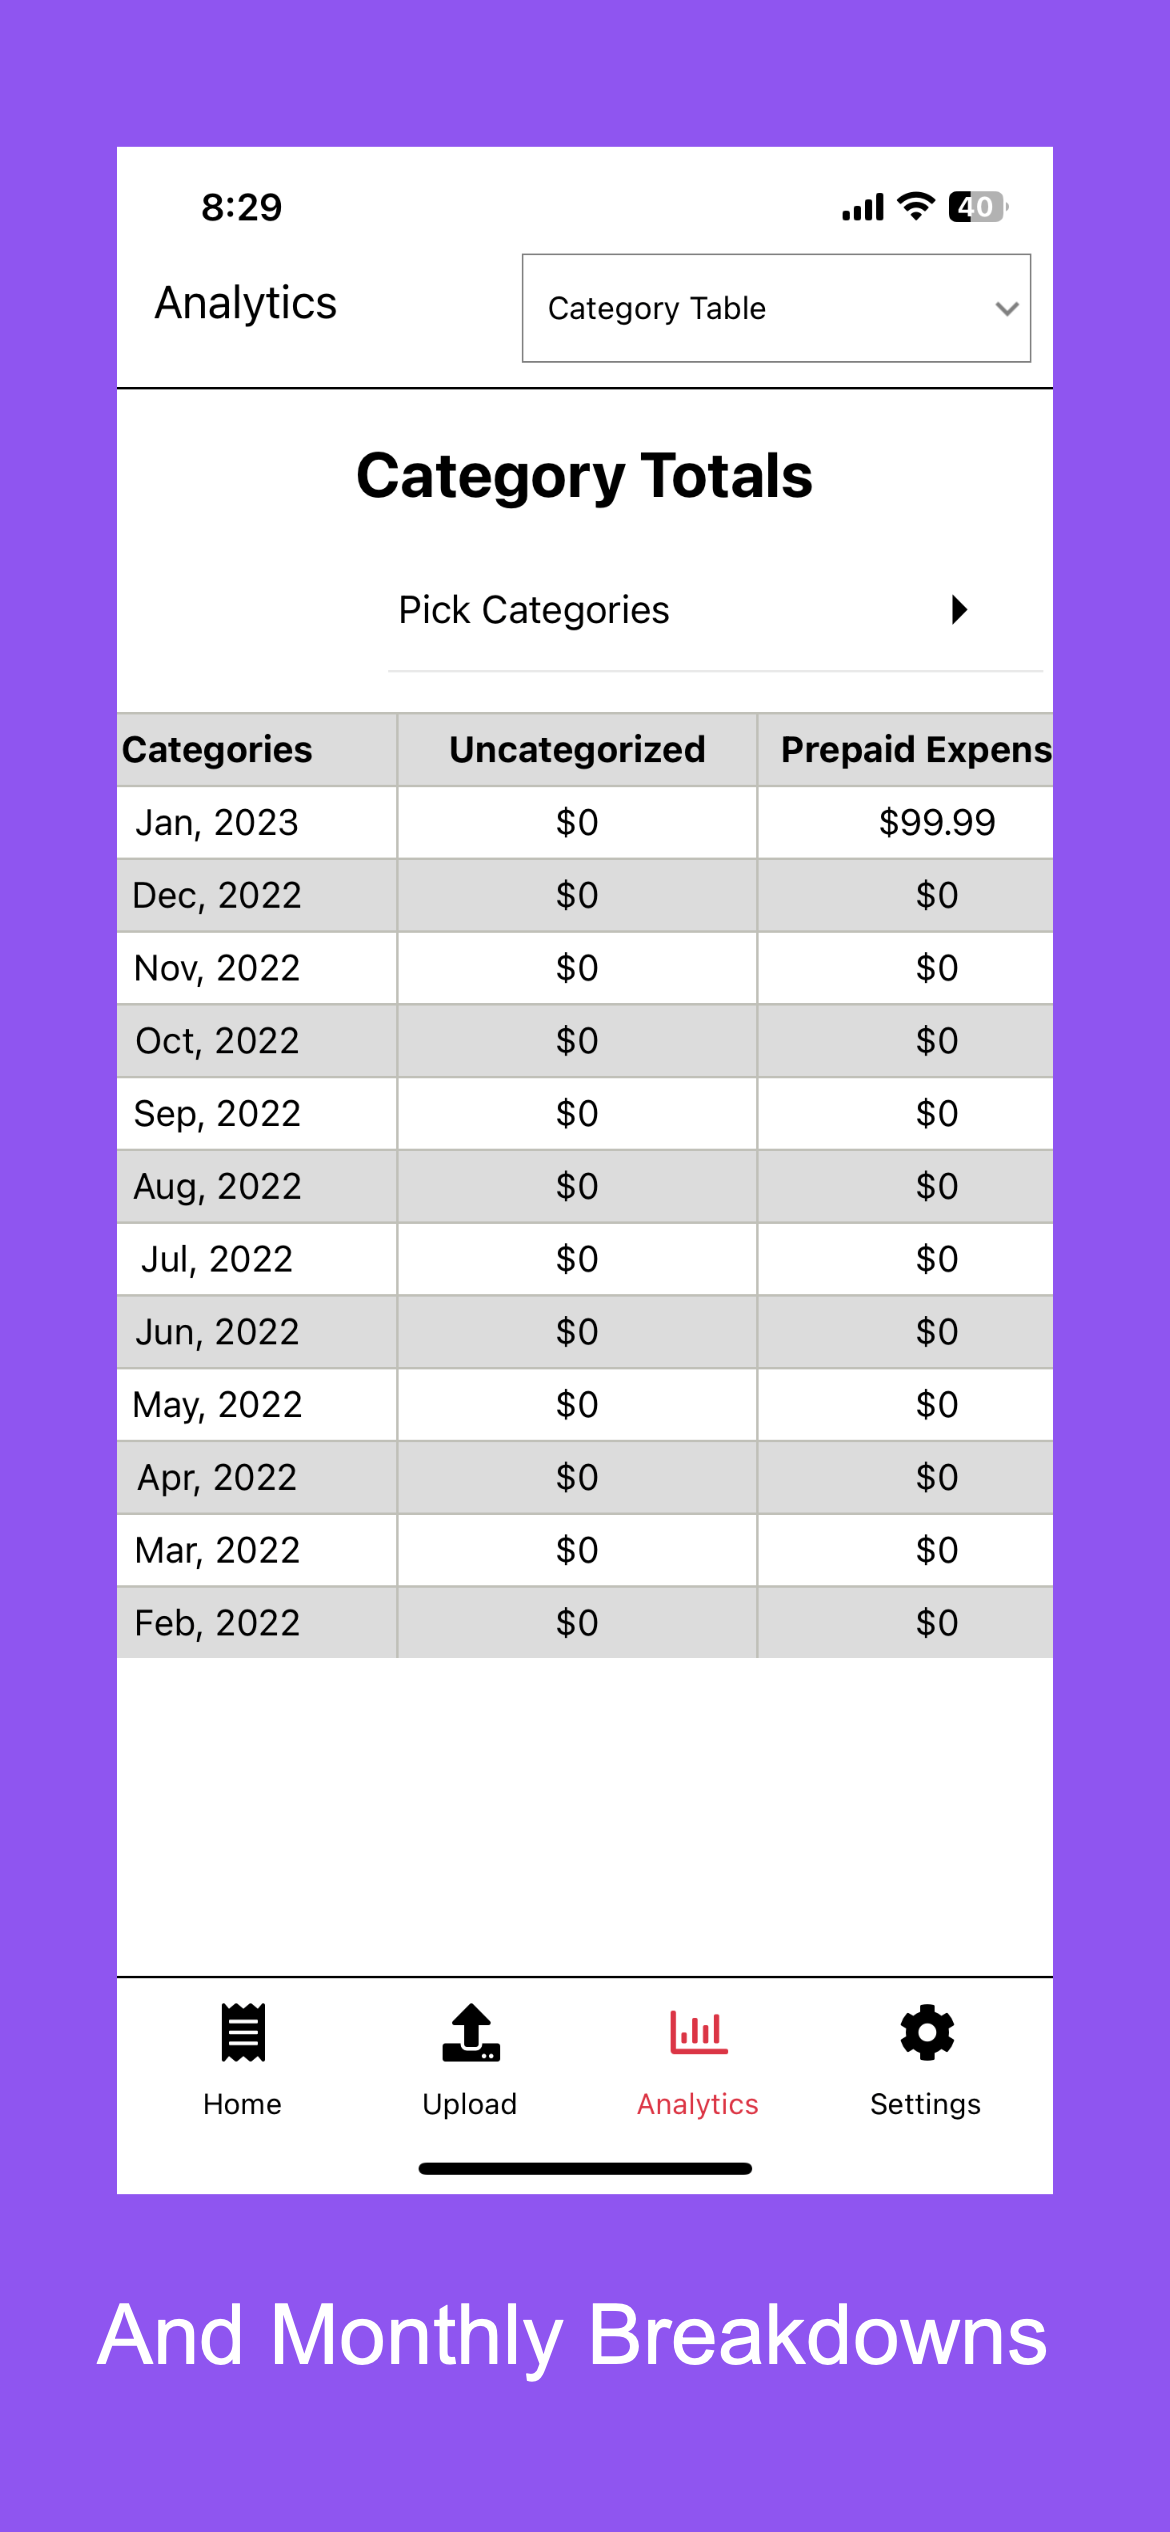 8:29
40
Analytics
Category Table
Category Totals
Pick Categories
Categories Uncategorized Prepaid Expens
Jan, 2023 $0 $99.99
Dec, 2022 $0 $0
Nov, 2022 $0 $0
Oct, 2022 $0 $0
Sep, 2022 $0 $0
Aug, 2022 $0 $0
Jul, 2022 $0 $0
Jun, 2022 $0 $0
May, 2022 $0 $0
Apr, 2022 $0 $0
Mar, 2022 $0 $0
Feb, 2022 $0 $0
Home Upload Analytics Settings
And Monthly Breakdowns